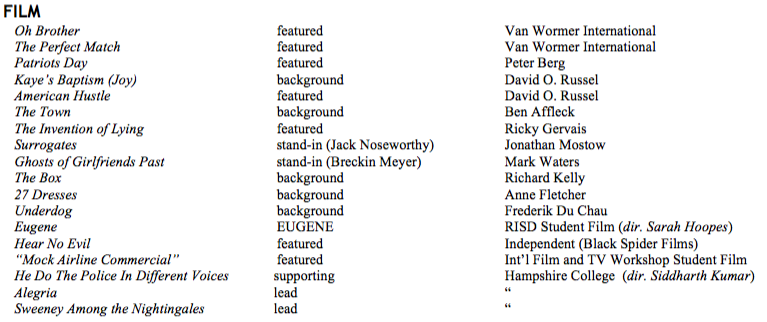 FILM
Oh Brother featured Van Wormer International
The Perfect Match featured Van Wormer International
Patriots Day featured Peter Berg
Kaye's Baptism (Joy) background David O. Russel
American Hustle featured David O. Russel
The Town background Ben Affleck
The Invention of Lying featured Ricky Gervais
Surrogates stand-in (Jack Noseworthy) Jonathan Mostow
Ghosts of Girlfriends Past stand-in (Breckin Meyer) Mark Waters
The Box background Richard Kelly
27 Dresses background Anne Fletcher
Underdog background Frederik Du Chau
Eugene EUGENE RISD Student Film (dir. Sarah Hoopes)
Hear No Evil featured Independent (Black Spider Films)
“Mock Airline Commercial” featured Int’l Film and TV Workshop Student Film
He Do The Police In Different Voices supporting Hampshire College (dir. Siddharth Kumar)
Alegria lead “
Sweeney Among the Nightingales lead “